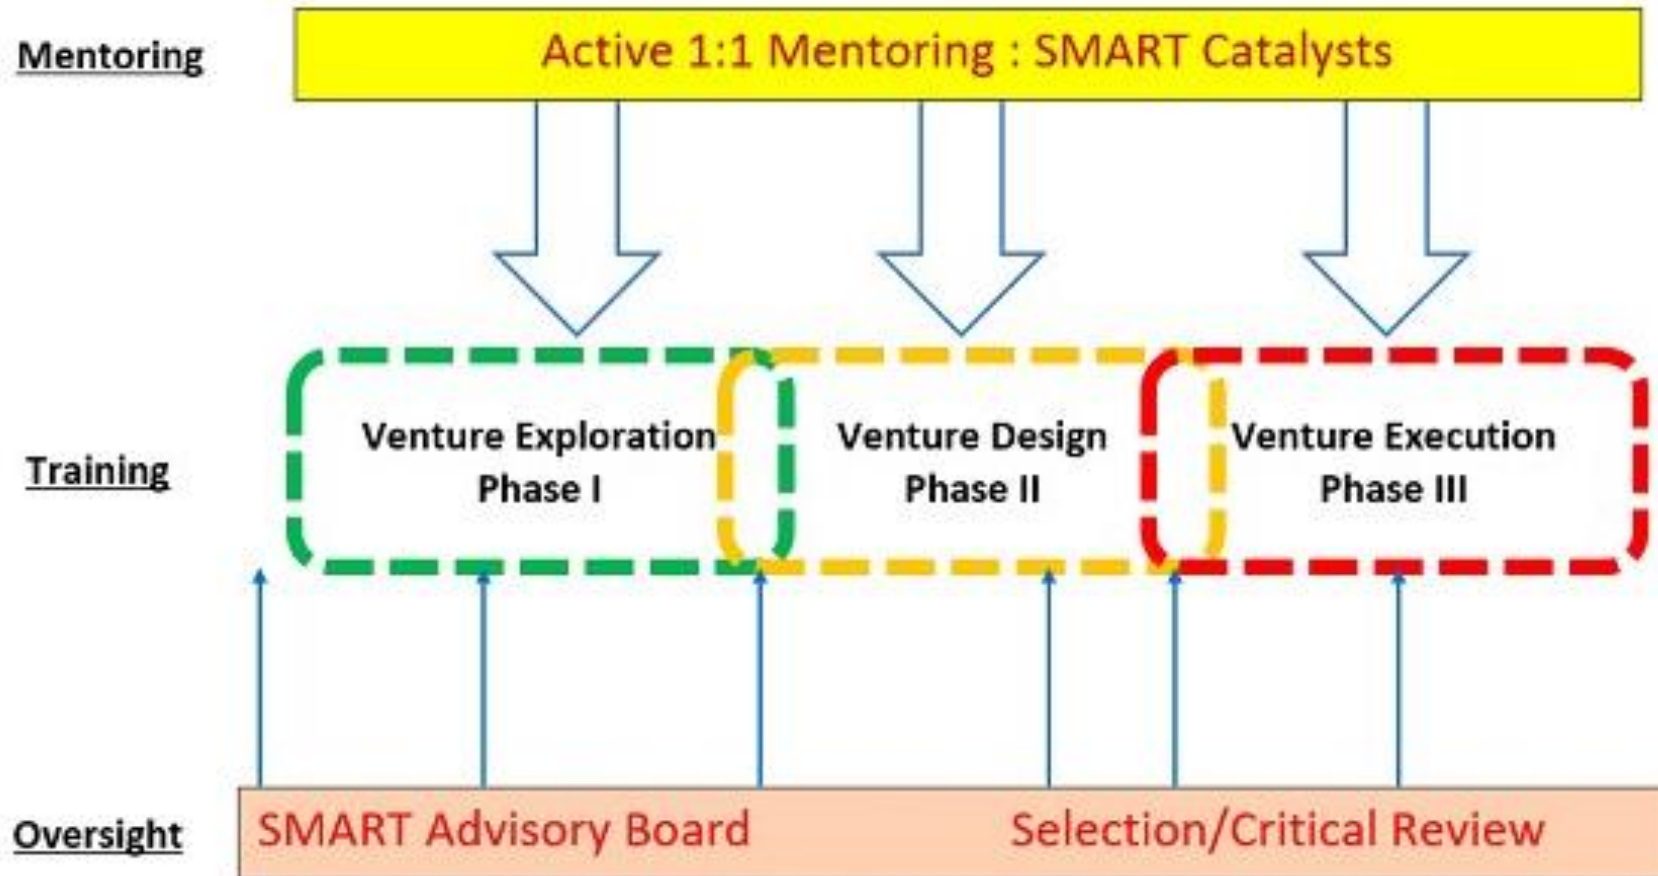 Mentoring
Active 1:1 Mentoring : SMART Catalysts
Training
Venture Exploration
Phase I
Venture Design
Phase II
Venture Execution
Phase III
Oversight
SMART Advisory Board
Selection/Critical Review